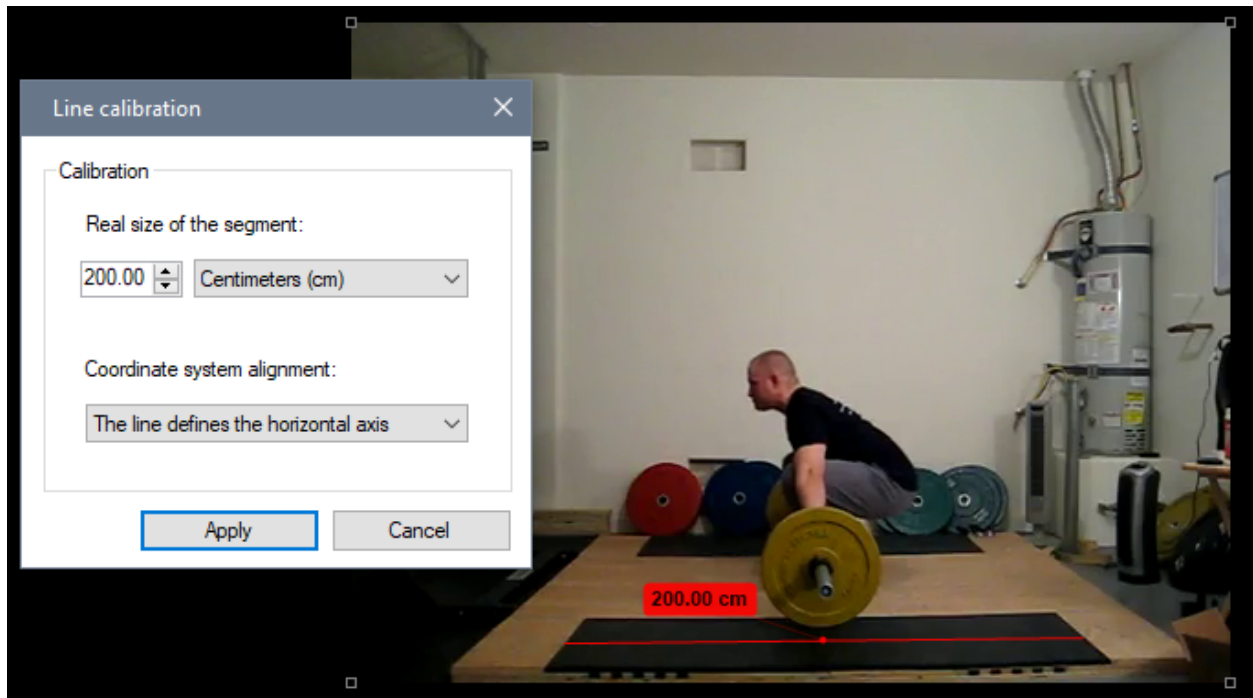 Line calibration
Calibration
Real size of the segment:
200.00 Centimeters (cm)
Coordinate system alignment:
The line defines the horizontal axis
Apply Cancel
200.00 cm